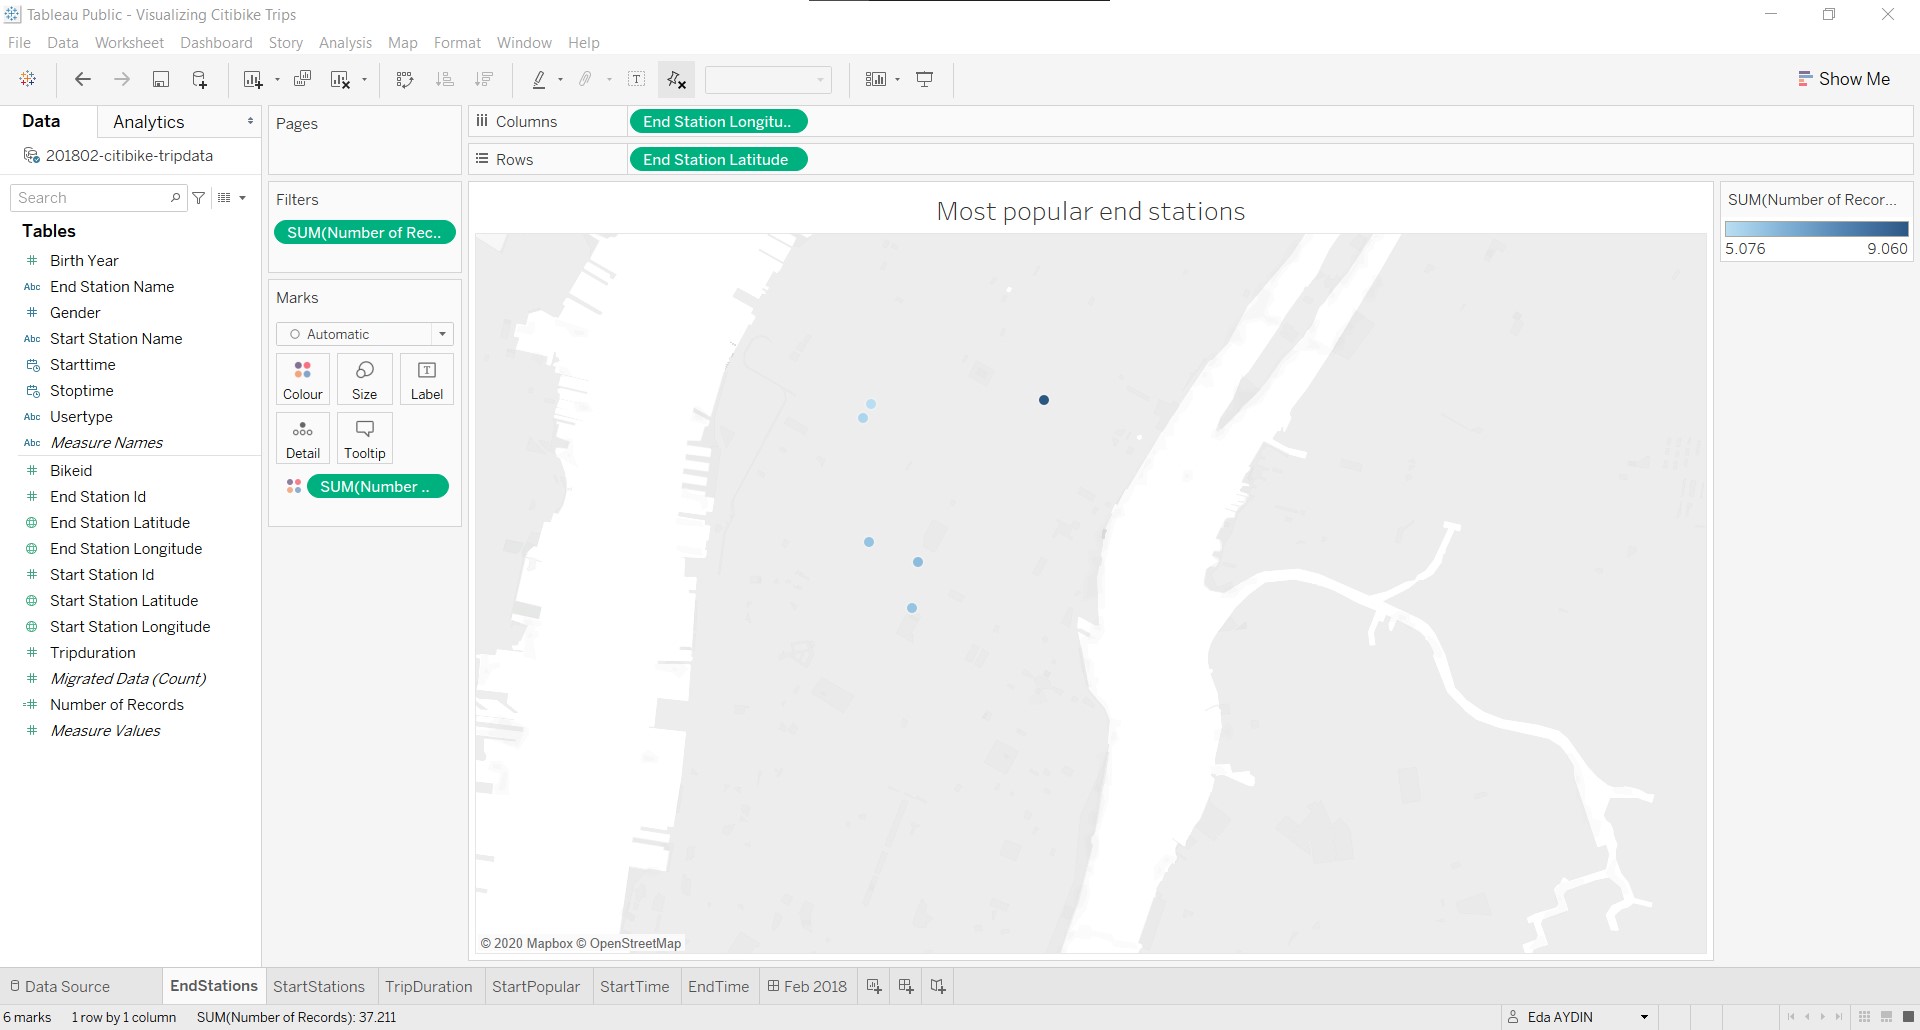 Tableau Public - Visualizing Citibike Trips
File Data Worksheet Dashboard Story Analysis Map Format Window Help
Show Me
Data Analytics
201802-citibike-tripdata
Search
Tables
Birth Year
Abc End Station Name
Gender
Abc Start Station Name
Starttime
Stoptime
Abc Usertype
Abc Measure Names
Bikeid
End Station Id
End Station Latitude
End Station Longitude
Start Station Id
Start Station Latitude
Start Station Longitude
Tripduration
Migrated Data (Count)
Number of Records
Measure Values
Pages
Filters
SUM(Number of Rec..
Marks
Automatic
Colour Size Label
Detail Tooltip
SUM(Number ..
Columns End Station Longitu..
Rows End Station Latitude
Most popular end stations
© 2020 Mapbox © OpenStreetMap
SUM(Number of Recor...
5.076 9.060
Data Source EndStations StartStations TripDuration StartPopular StartTime EndTime Feb 2018
6 marks 1 row by 1 column SUM(Number of Records): 37.211
Eda AYDIN